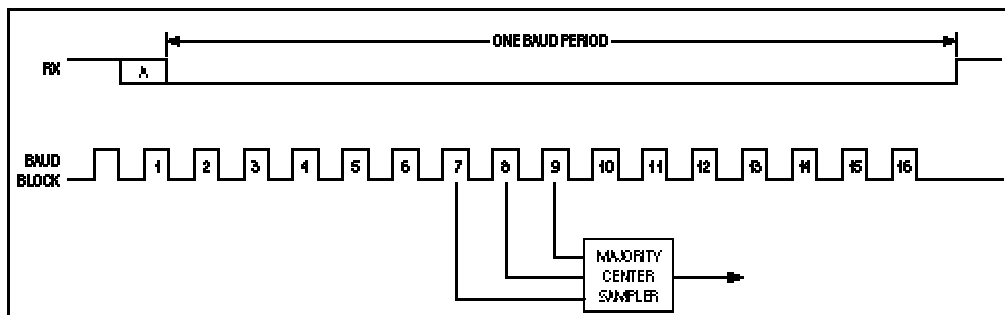 ONE BAUD PERIOD
RX
A
BAUD
BLOCK
1 2 3 4 5 6 7 8 9 10 11 12 13 14 15 16
MAJORITY
CENTER
SAMPLER